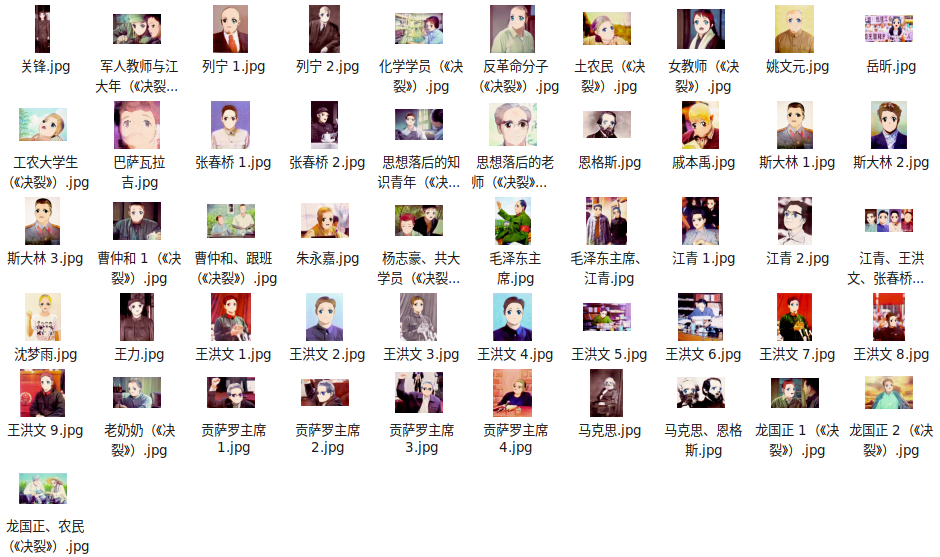 关锋.jpg
军人教师与江
大年（《决裂...
列宁 1.jpg
列宁 2.jpg
化学学员（《决
裂》）.jpg
反革命分子
（《决裂》）.jpg
土农民（《决
裂》）.jpg
女教师（《决
裂》）.jpg
姚文元.jpg
岳昕.jpg
工农大学生
（《决裂》）.jpg
巴萨瓦拉
吉.jpg
张春桥 1.jpg
张春桥 2.jpg
思想落后的知
识青年（《决...
思想落后的老
师（《决裂》...
恩格斯.jpg
戚本禹.jpg
斯大林 1.jpg
斯大林 2.jpg
斯大林 3.jpg
曹仲和 1（《决
裂》）.jpg
曹仲和、跟班
（《决裂》）.jpg
朱永嘉.jpg
杨志豪、共大
学员（《决裂...
毛泽东主
席.jpg
毛泽东主席、
江青.jpg
江青 1.jpg
江青 2.jpg
江青、王洪
文、张春桥...
沈梦雨.jpg
王力.jpg
王洪文 1.jpg
王洪文 2.jpg
王洪文 3.jpg
王洪文 4.jpg
王洪文 5.jpg
王洪文 6.jpg
王洪文 7.jpg
王洪文 8.jpg
王洪文 9.jpg
老奶奶（《决
裂》）.jpg
贡萨罗主席
1.jpg
贡萨罗主席
2.jpg
贡萨罗主席
3.jpg
贡萨罗主席
4.jpg
马克思.jpg
马克思、恩格
斯.jpg
龙国正 1（《决
裂》）.jpg
龙国正 2（《决
裂》）.jpg
龙国正、农民
（《决裂》）.jpg